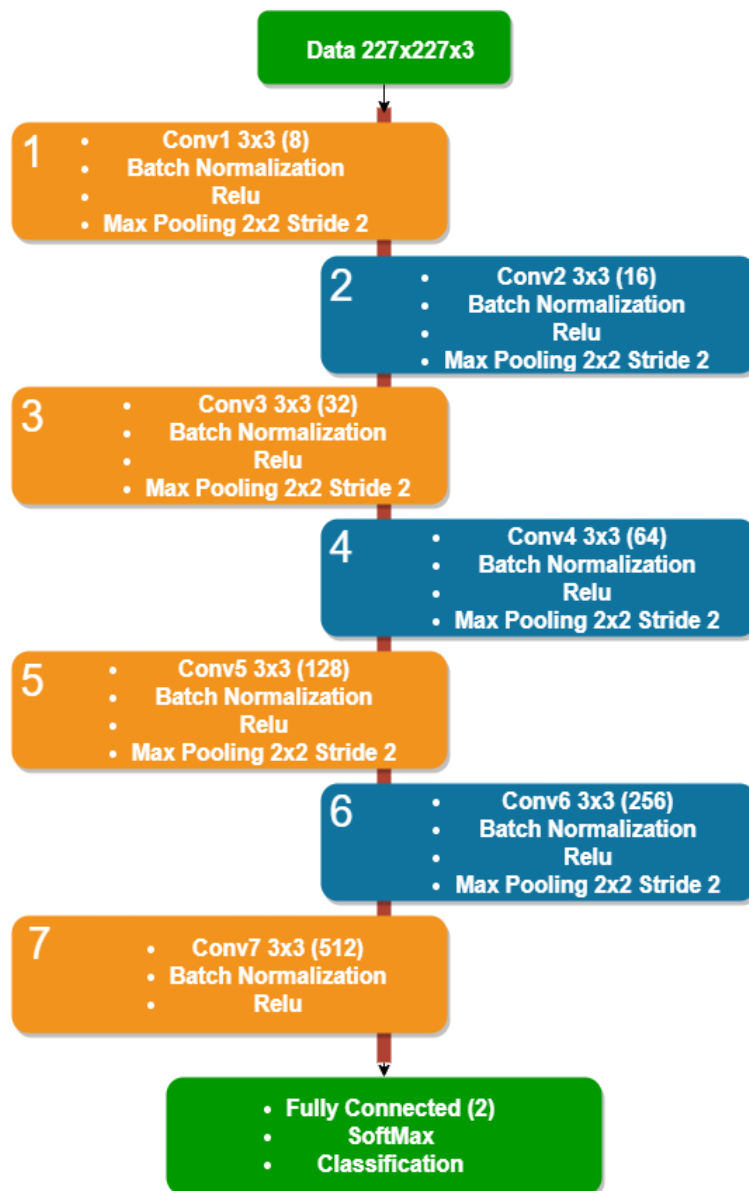 Data 227x227x3
1
• Conv1 3x3 (8)
• Batch Normalization
• Relu
• Max Pooling 2x2 Stride 2
2
• Conv2 3x3 (16)
• Batch Normalization
• Relu
• Max Pooling 2x2 Stride 2
3
• Conv3 3x3 (32)
• Batch Normalization
• Relu
• Max Pooling 2x2 Stride 2
4
• Conv4 3x3 (64)
• Batch Normalization
• Relu
• Max Pooling 2x2 Stride 2
5
• Conv5 3x3 (128)
• Batch Normalization
• Relu
• Max Pooling 2x2 Stride 2
6
• Conv6 3x3 (256)
• Batch Normalization
• Relu
• Max Pooling 2x2 Stride 2
7
• Conv7 3x3 (512)
• Batch Normalization
• Relu
• Fully Connected (2)
• SoftMax
• Classification